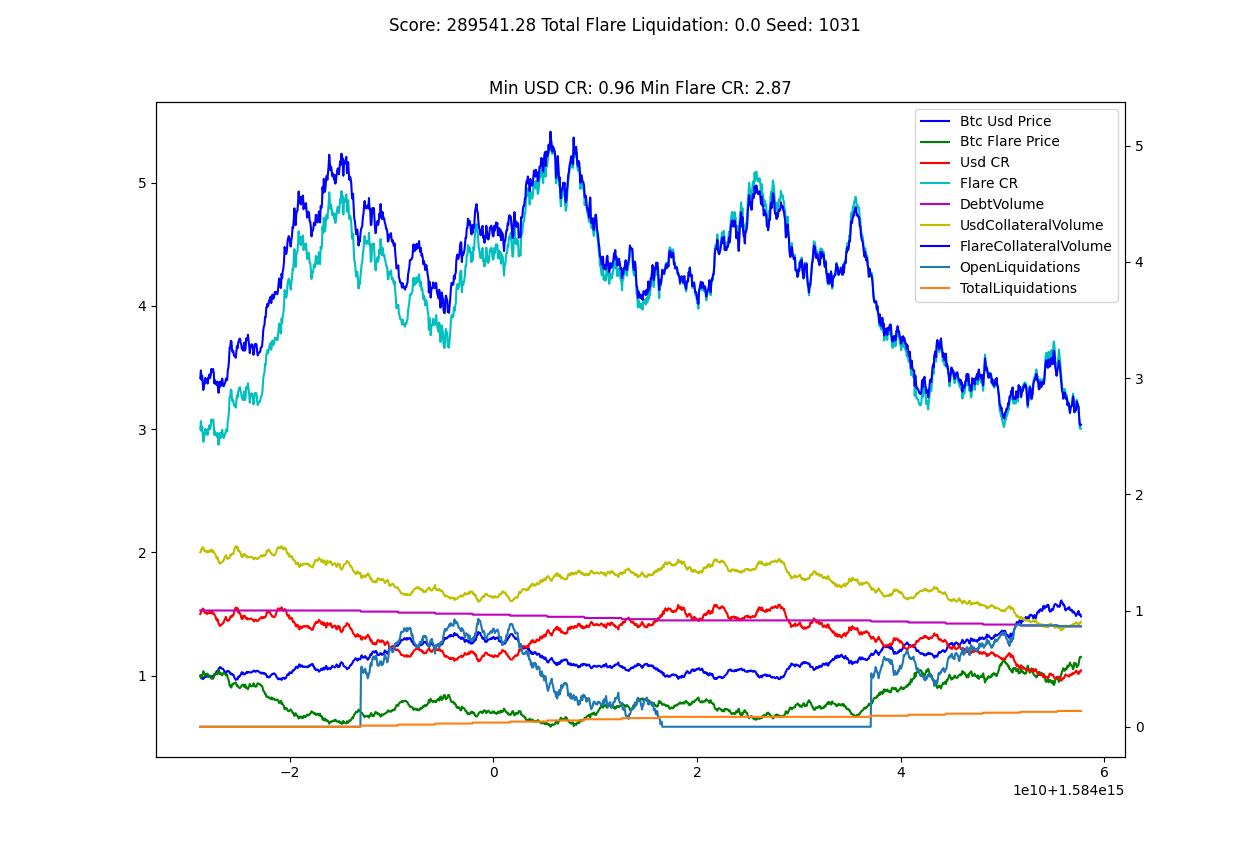 Score: 289541.28 Total Flare Liquidation: 0.0 Seed: 1031
Min USD CR: 0.96 Min Flare CR: 2.87
Btc Usd Price
Btc Flare Price
Usd CR
Flare CR
DebtVolume
UsdCollateralVolume
FlareCollateralVolume
OpenLiquidations
TotalLiquidations
5
4
3
2
1
5
4
3
2
1
0
−2
0
2
4
6
1e10+1.584e15